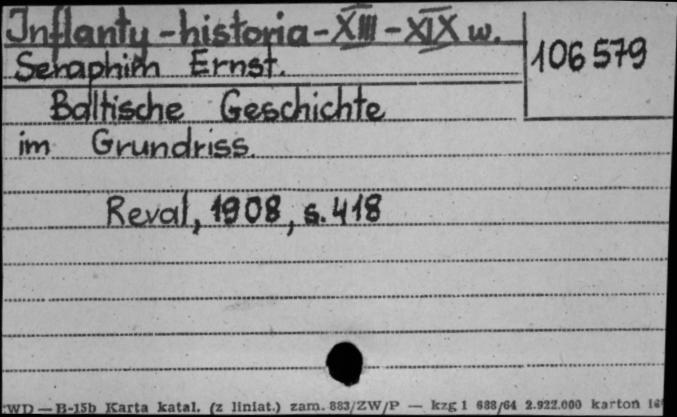 Inflanty - historia - XIII - XIX w.
106 579
Seraphim Ernst.
Baltische Geschichte
im Grundriss.
Reval, 1908, s. 418
WD — B-15b Karta katal. (z liniat.) zam. 883/ZW/P — kzg 1 688/64 2.922.000 karton